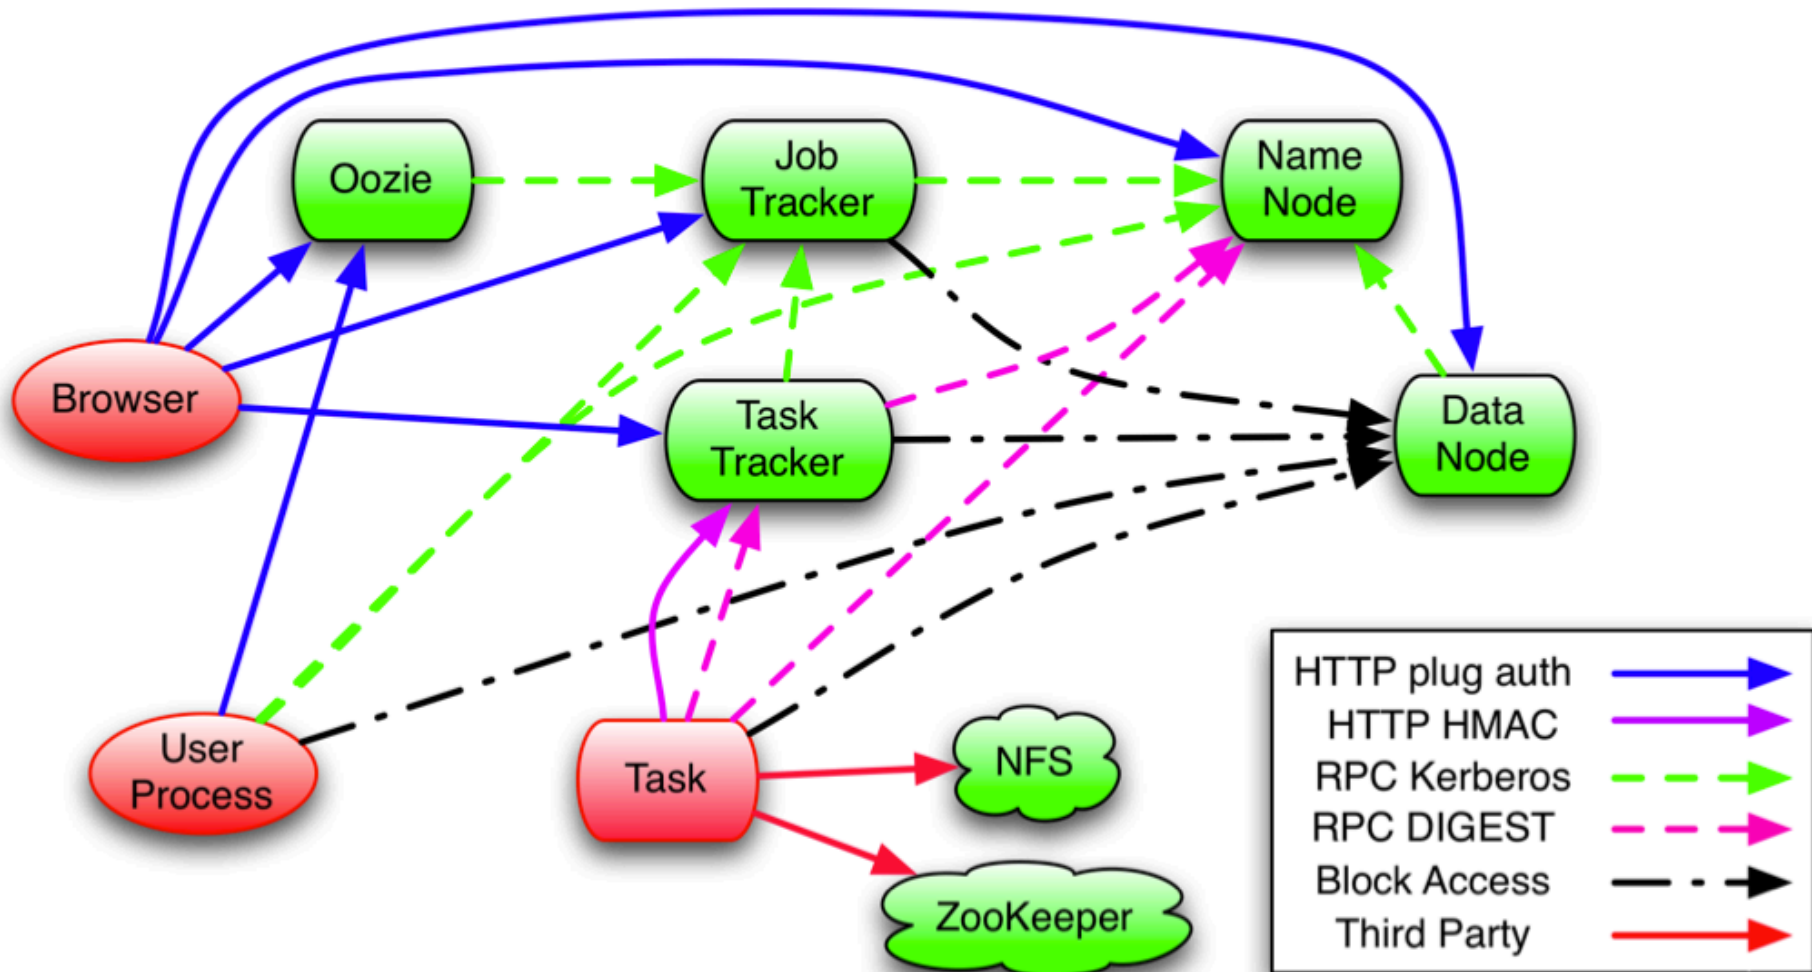 Oozie
Job
Tracker
Name
Node
Browser
Task
Tracker
Data
Node
User
Process
Task
NFS
ZooKeeper
HTTP plug auth
HTTP HMAC
RPC Kerberos
RPC DIGEST
Block Access
Third Party